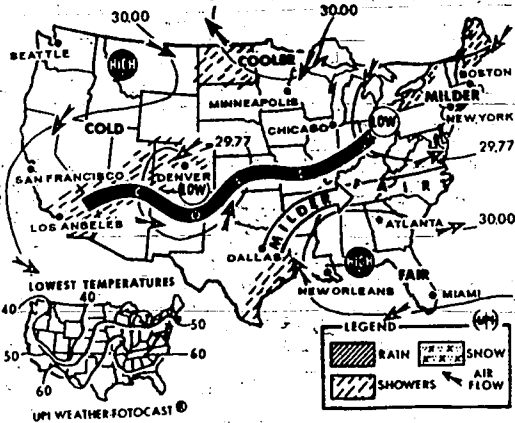 30.00
30.00
SEATTLE
HIGH
COOLER
BOSTON
MINNEAPOLIS
MILDER
CHICAGO
LOW
NEW YORK
COLD
29.77
29.77
SAN FRANCISCO
DENVER
LOW
AIR
MILDER
LOS ANGELES
ATLANTA
30.00
DALLAS
HIGH
FAIR
NEW ORLEANS
MIAMI
LOWEST TEMPERATURES
40
40
50
50
60
60
LEGEND
RAIN
SNOW
SHOWERS
AIR
FLOW
UPI WEATHER FOTOCAST ®